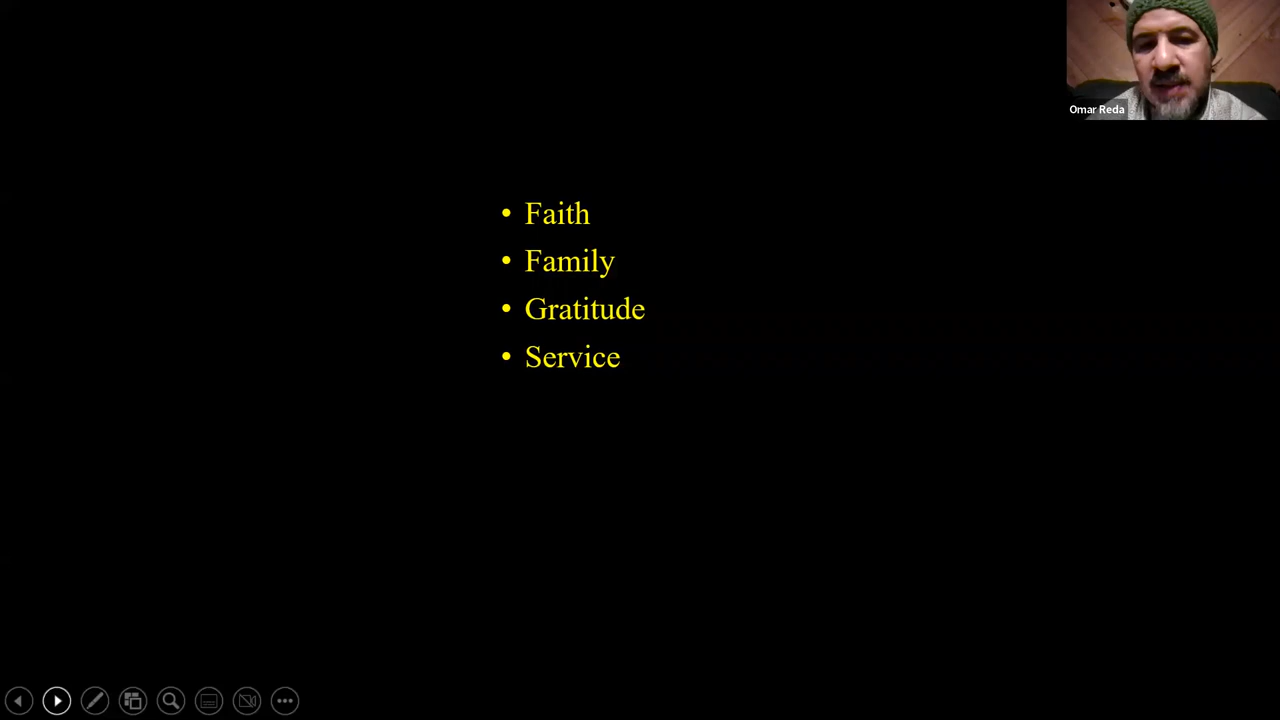 Omar Reda
• Faith
• Family
• Gratitude
• Service